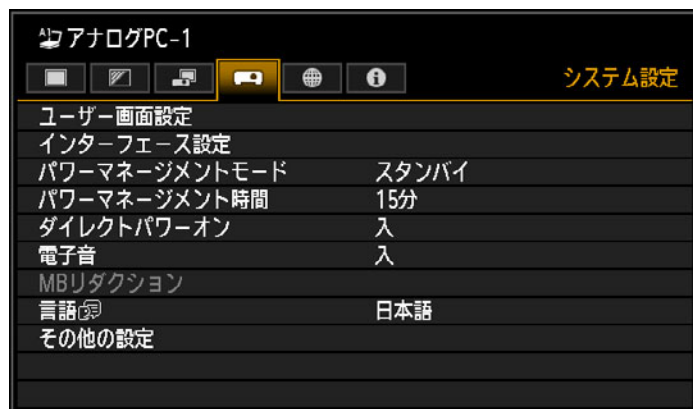 アナログPC-1
システム設定
ユーザー画面設定
インターフェース設定
パワーマネージメントモード スタンバイ
パワーマネージメント時間 15分
ダイレクトパワーオン 入
電子音 入
MBリダクション
言語 日本語
その他の設定